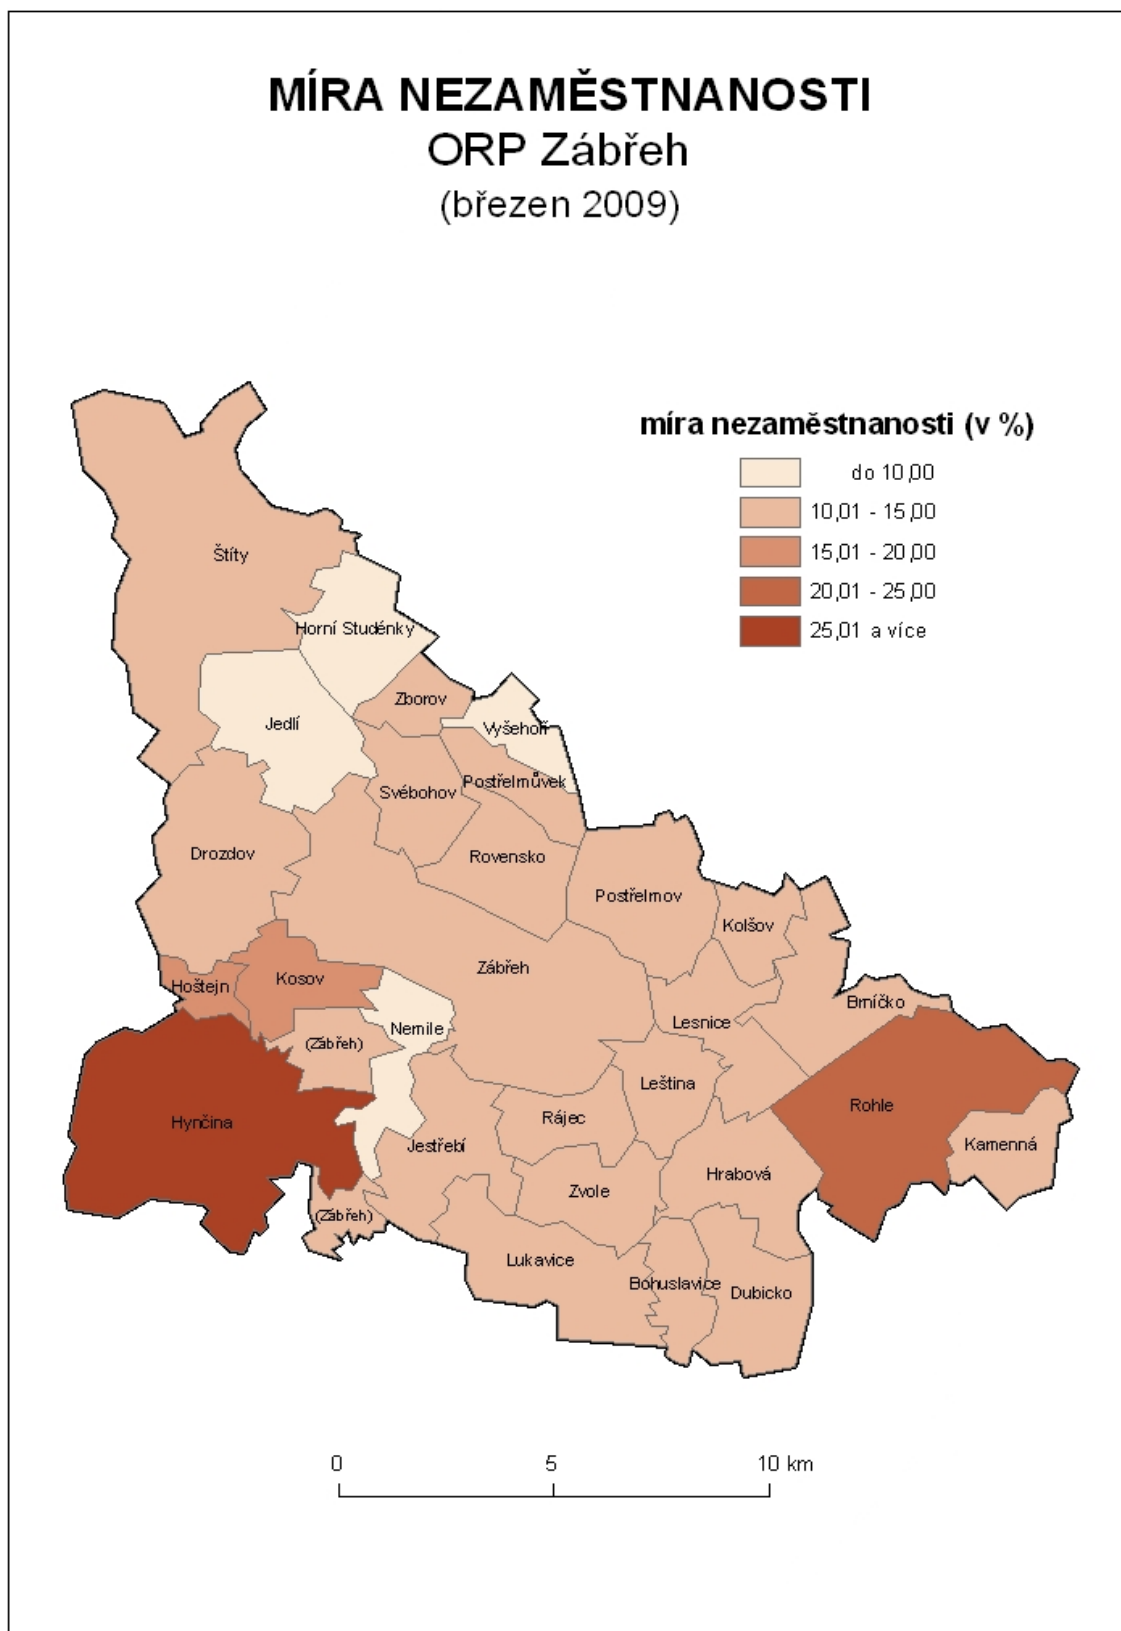 MÍRA NEZAMĚSTNANOSTI
ORP Zábřeh
(březen 2009)
míra nezaměstnanosti (v %)
do 10,00
10,01 - 15,00
15,01 - 20,00
20,01 - 25,00
25,01 a více
Štíty
Horní Studénky
Zborov
Jedlí
Vyšehoří
Postřelmůvek
Svébohov
Drozdov
Rovensko
Postřelmov
Kolšov
Zábřeh
Kosov
Hoštejn
Brníčko
Lesnice
Nemile
(Zábřeh)
Leština
Rohle
Rájec
Hynčina
Jestřebí
Kamenná
Hrabová
Zvole
(Zábřeh)
Lukavice
Bohuslavice
Dubicko
0 5 10 km